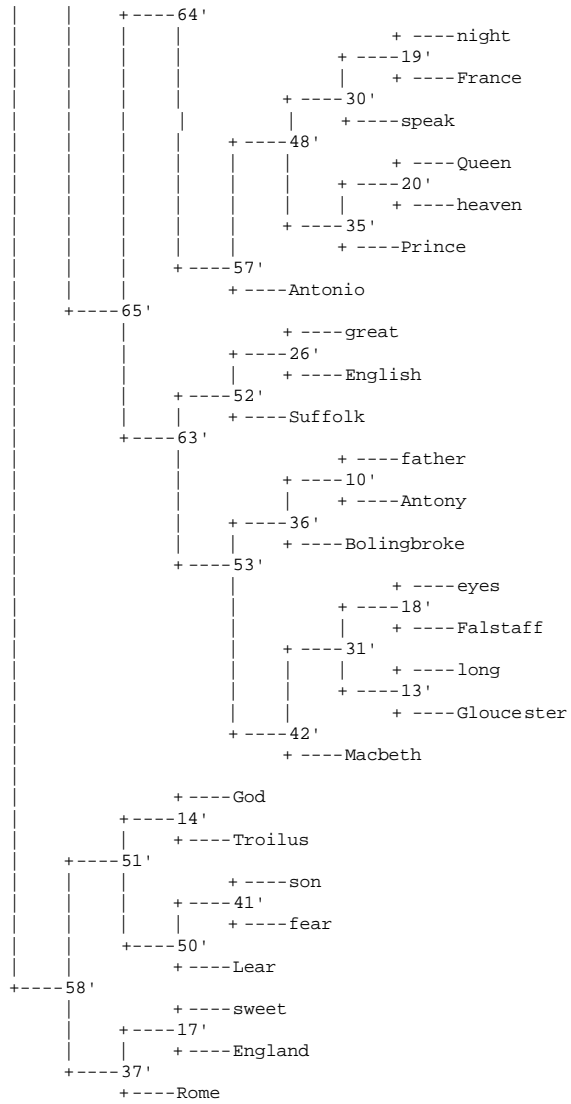 |    |    + ----64'
|    |    |    |                   + ----night
|    |    |    |              + ----19'
|    |    |    |              |    + ----France
|    |    |    |         + ----30'
|    |    |    |         |    + ----speak
|    |    |    |    + ----48'
|    |    |    |    |    |         + ----Queen
|    |    |    |    |    |    + ----20'
|    |    |    |    |    |    |    + ----heaven
|    |    |    |    |    + ----35'
|    |    |    |    |         + ----Prince
|    |    |    + ----57'
|    |    |         + ----Antonio
|    + ----65'
|         |              + ----great
|         |         + ----26'
|         |         |    + ----English
|         |    + ----52'
|         |    |    + ----Suffolk
|         + ----63'
|              |              + ----father
|              |         + ----10'
|              |         |    + ----Antony
|              |    + ----36'
|              |    |    + ----Bolingbroke
|              + ----53'
|                   |              + ----eyes
|                   |         + ----18'
|                   |         |    + ----Falstaff
|                   |    + ----31'
|                   |    |    |    + ----long
|                   |    |    + ----13'
|                   |    |         + ----Gloucester
|                   + ----42'
|                        + ----Macbeth
|
|              + ----God
|         + ----14'
|         |    + ----Troilus
|    + ----51'
|    |    |         + ----son
|    |    |    + ----41'
|    |    |    |    + ----fear
|    |    + ----50'
|    |         + ----Lear
+ ----58'
     |         + ----sweet
     |    + ----17'
     |    |    + ----England
     + ----37'
          + ----Rome